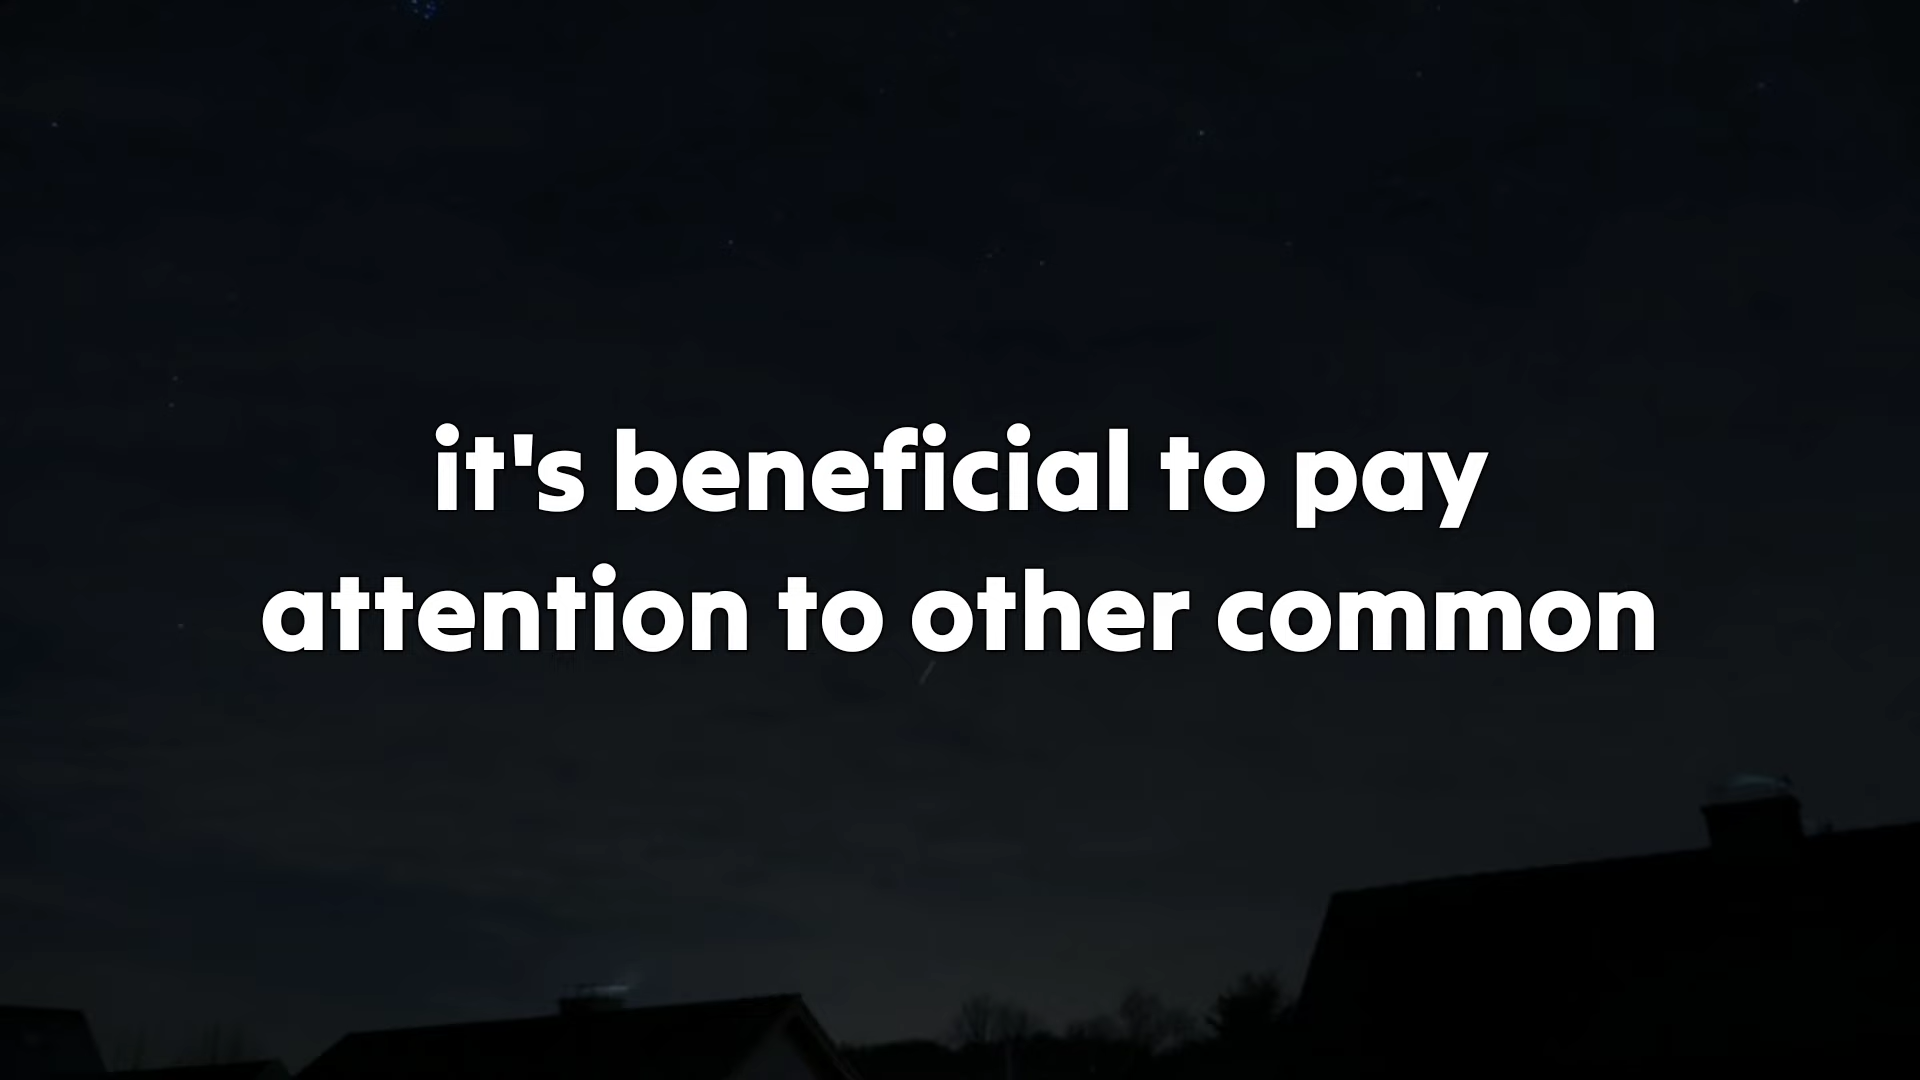 it's beneficial to pay
attention to other common